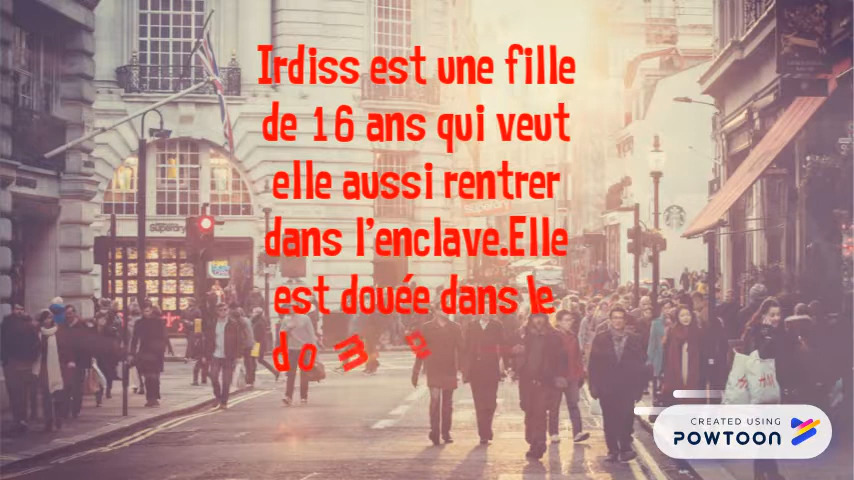 Irdiss est une fille
de 16 ans qui veut
elle aussi rentrer
dans l'enclave.Elle
est douée dans le
superdry
CREATED USING
POWTOON